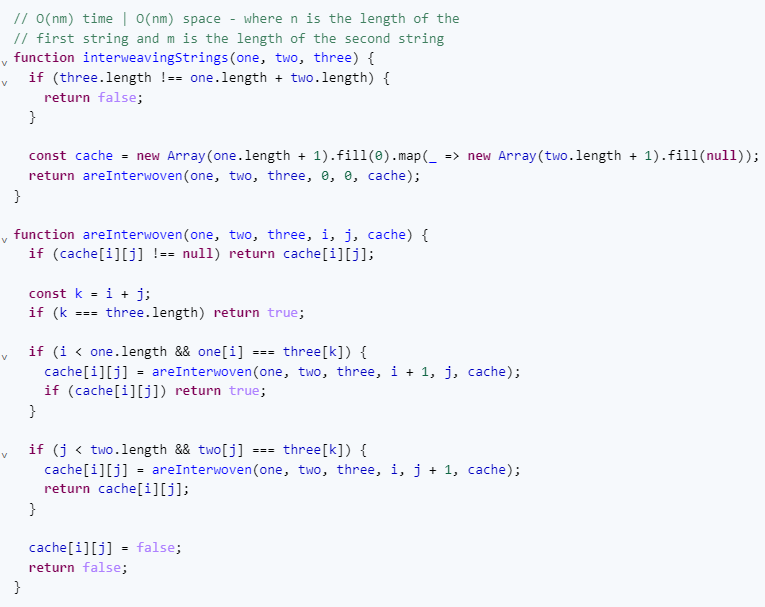 // O(nm) time | O(nm) space - where n is the length of the
// first string and m is the length of the second string
function interweavingStrings(one, two, three) {
  if (three.length !== one.length + two.length) {
    return false;
  }

  const cache = new Array(one.length + 1).fill(0).map(_ => new Array(two.length + 1).fill(null));
  return areInterwoven(one, two, three, 0, 0, cache);
}

function areInterwoven(one, two, three, i, j, cache) {
  if (cache[i][j] !== null) return cache[i][j];

  const k = i + j;
  if (k === three.length) return true;

  if (i < one.length && one[i] === three[k]) {
    cache[i][j] = areInterwoven(one, two, three, i + 1, j, cache);
    if (cache[i][j]) return true;
  }

  if (j < two.length && two[j] === three[k]) {
    cache[i][j] = areInterwoven(one, two, three, i, j + 1, cache);
    return cache[i][j];
  }

  cache[i][j] = false;
  return false;
}